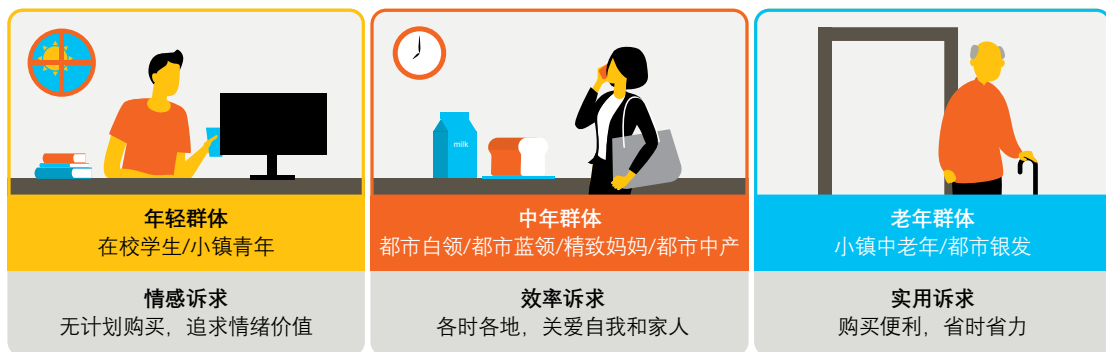 milk
年轻群体
在校学生/小镇青年
情感诉求
无计划购买，追求情绪价值
中年群体
都市白领/都市蓝领/精致妈妈/都市中产
效率诉求
各时各地，关爱自我和家人
老年群体
小镇中老年/都市银发
实用诉求
购买便利，省时省力